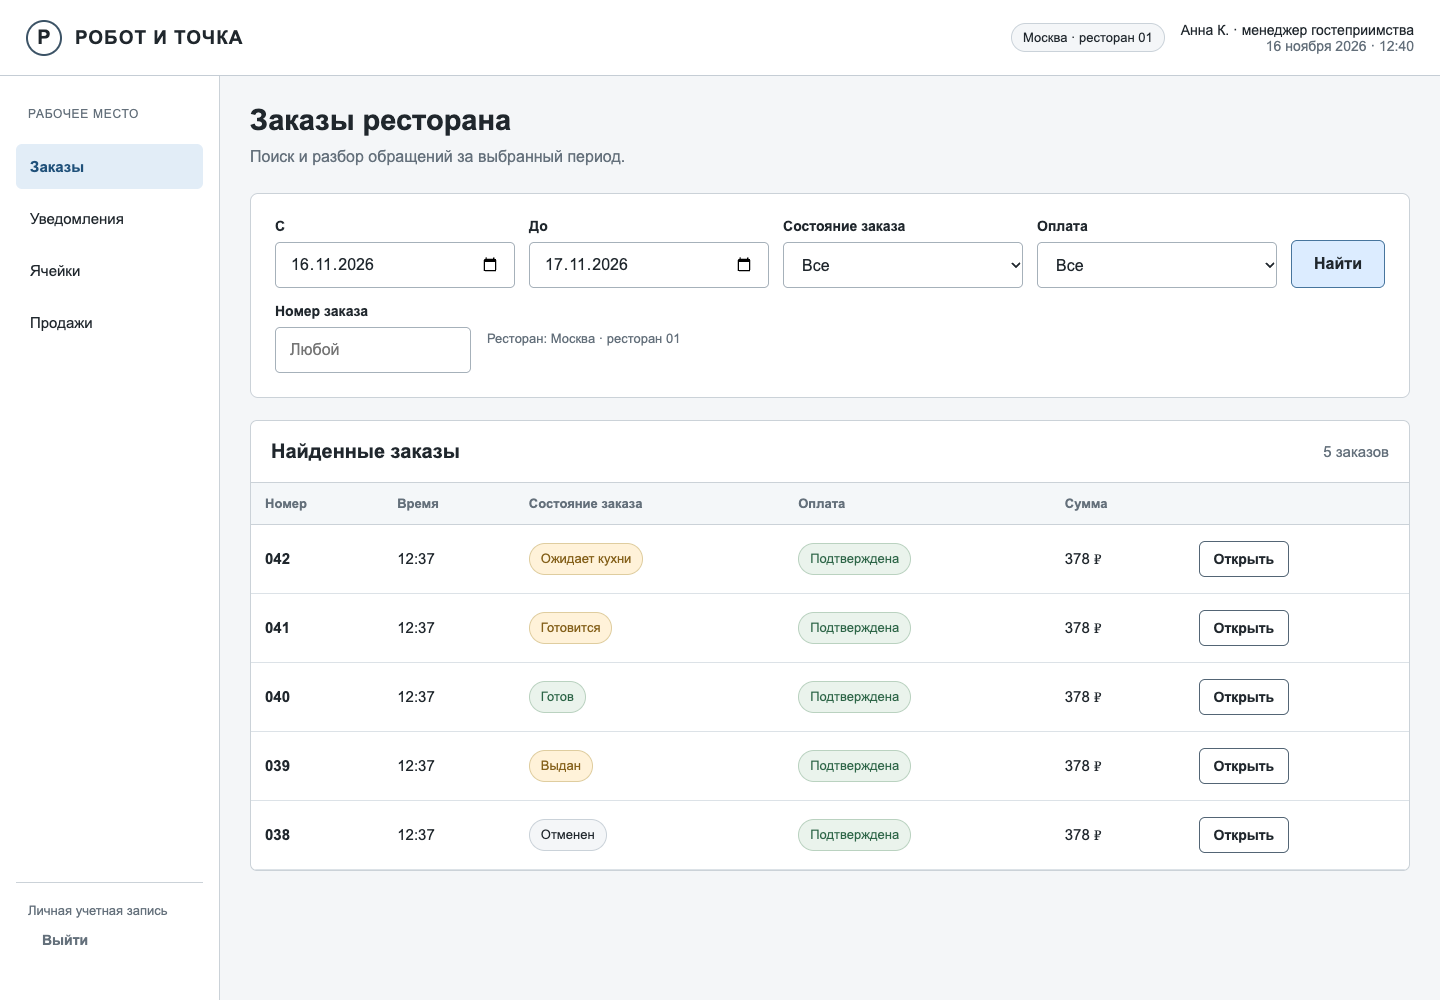 Р РОБОТ И ТОЧКА
Москва · ресторан 01
Анна К. · менеджер гостеприимства
16 ноября 2026 · 12:40
РАБОЧЕЕ МЕСТО
Заказы
Уведомления
Ячейки
Продажи
Личная учетная запись
Выйти
Заказы ресторана
Поиск и разбор обращений за выбранный период.
С До Состояние заказа Оплата
16.11.2026 17.11.2026 Все Все Найти
Номер заказа
Любой Ресторан: Москва · ресторан 01
Найденные заказы 5 заказов
Номер Время Состояние заказа Оплата Сумма
042 12:37 Ожидает кухни Подтверждена 378 ₽ Открыть
041 12:37 Готовится Подтверждена 378 ₽ Открыть
040 12:37 Готов Подтверждена 378 ₽ Открыть
039 12:37 Выдан Подтверждена 378 ₽ Открыть
038 12:37 Отменен Подтверждена 378 ₽ Открыть